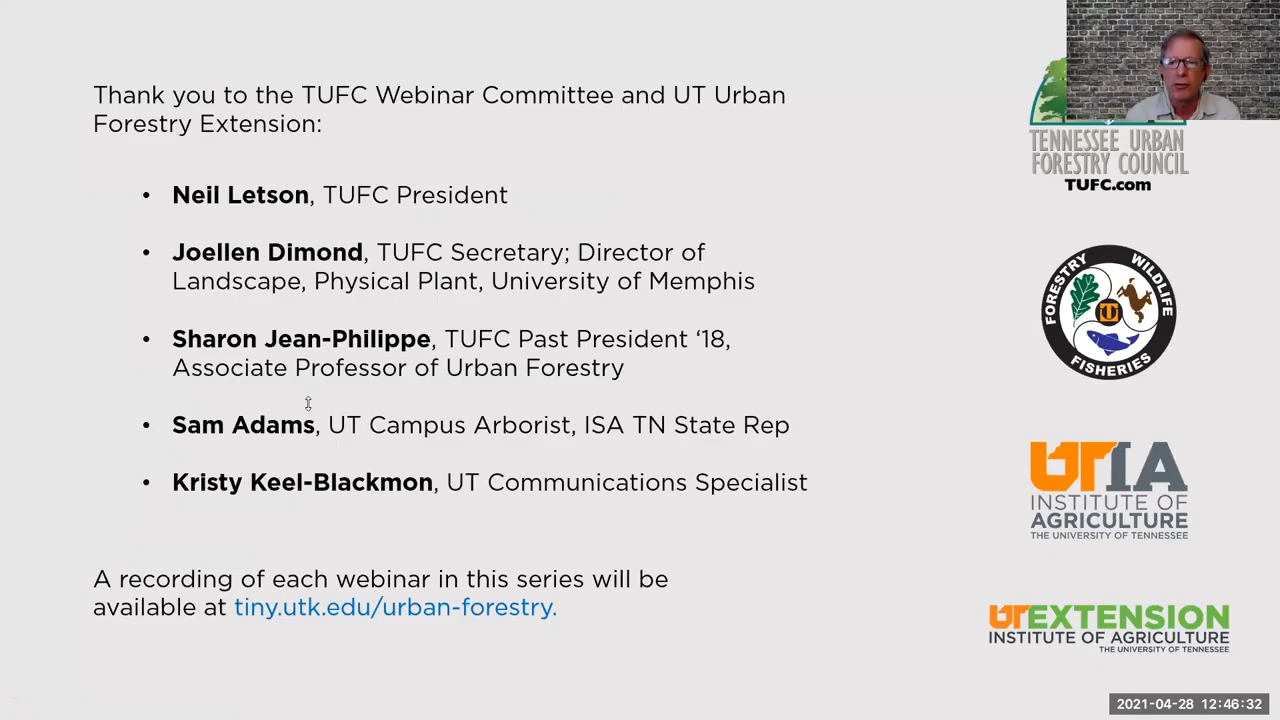 Thank you to the TUFC Webinar Committee and UT Urban
Forestry Extension:
• Neil Letson, TUFC President
• Joellen Dimond, TUFC Secretary; Director of
Landscape, Physical Plant, University of Memphis
• Sharon Jean-Philippe, TUFC Past President ‘18,
Associate Professor of Urban Forestry
• Sam Adams, UT Campus Arborist, ISA TN State Rep
• Kristy Keel-Blackmon, UT Communications Specialist
A recording of each webinar in this series will be
available at tiny.utk.edu/urban-forestry.
TENNESSEE URBAN
FORESTRY COUNCIL
TUFC.com
FORESTRY WILDLIFE
UT
FISHERIES
UTIA
INSTITUTE OF
AGRICULTURE
THE UNIVERSITY OF TENNESSEE
UT EXTENSION
INSTITUTE OF AGRICULTURE
THE UNIVERSITY OF TENNESSEE
2021-04-28 12:46:32